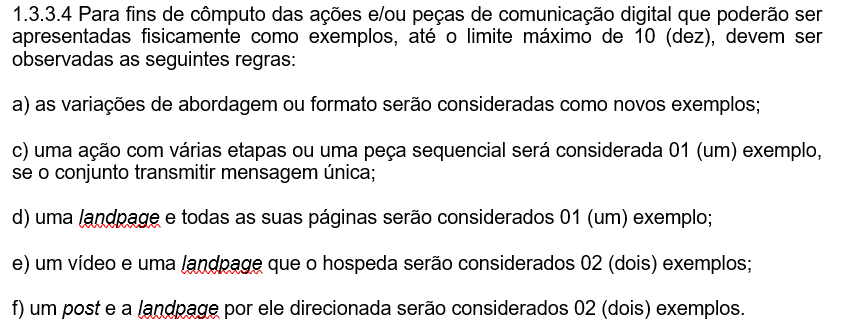 1.3.3.4 Para fins de cômputo das ações e/ou peças de comunicação digital que poderão ser
apresentadas fisicamente como exemplos, até o limite máximo de 10 (dez), devem ser
observadas as seguintes regras:
a) as variações de abordagem ou formato serão consideradas como novos exemplos;
c) uma ação com várias etapas ou uma peça sequencial será considerada 01 (um) exemplo,
se o conjunto transmitir mensagem única;
d) uma landpage e todas as suas páginas serão considerados 01 (um) exemplo;
e) um vídeo e uma landpage que o hospeda serão considerados 02 (dois) exemplos;
f) um post e a landpage por ele direcionada serão considerados 02 (dois) exemplos.